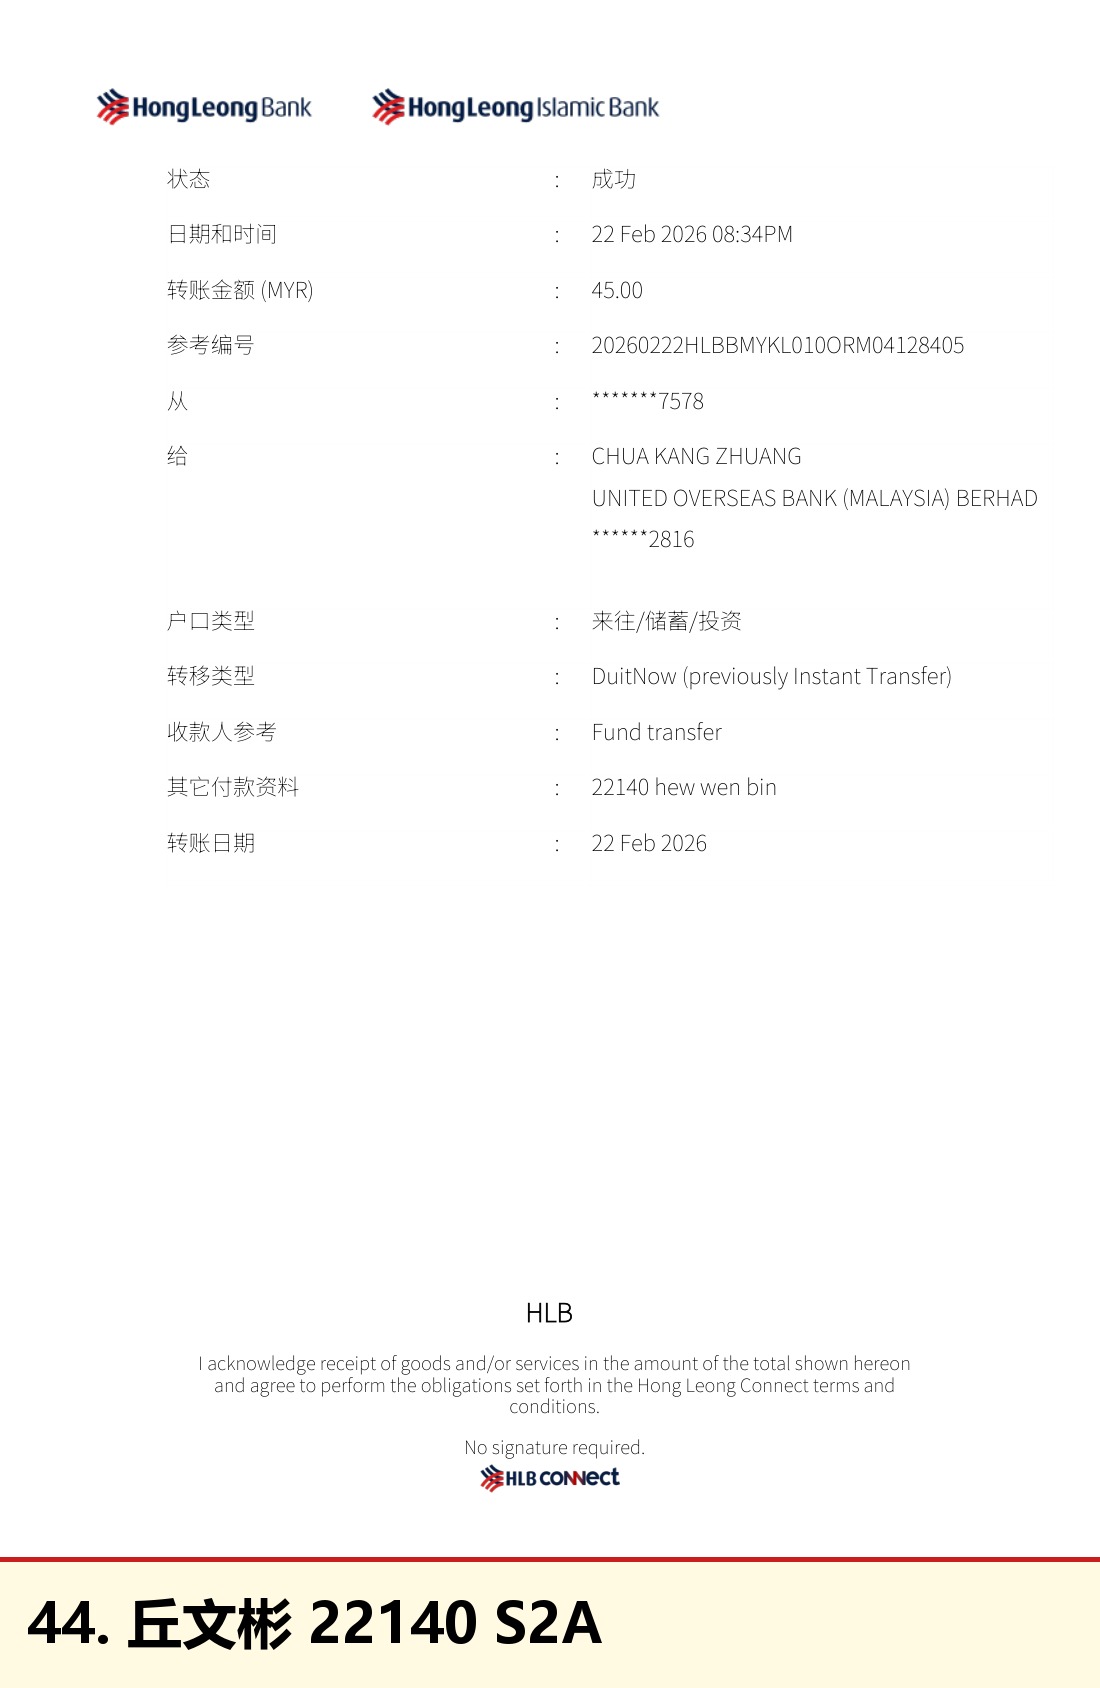 HongLeong Bank HongLeong Islamic Bank
状态 : 成功
日期和时间 : 22 Feb 2026 08:34PM
转账金额 (MYR) : 45.00
参考编号 : 20260222HLBBMYKL010ORM04128405
从 : *******7578
给 : CHUA KANG ZHUANG
UNITED OVERSEAS BANK (MALAYSIA) BERHAD
******2816
户口类型 : 来往/储蓄/投资
转移类型 : DuitNow (previously Instant Transfer)
收款人参考 : Fund transfer
其它付款资料 : 22140 hew wen bin
转账日期 : 22 Feb 2026
HLB
I acknowledge receipt of goods and/or services in the amount of the total shown hereon
and agree to perform the obligations set forth in the Hong Leong Connect terms and
conditions.
No signature required.
HLB CONNect
44. 丘文彬 22140 S2A